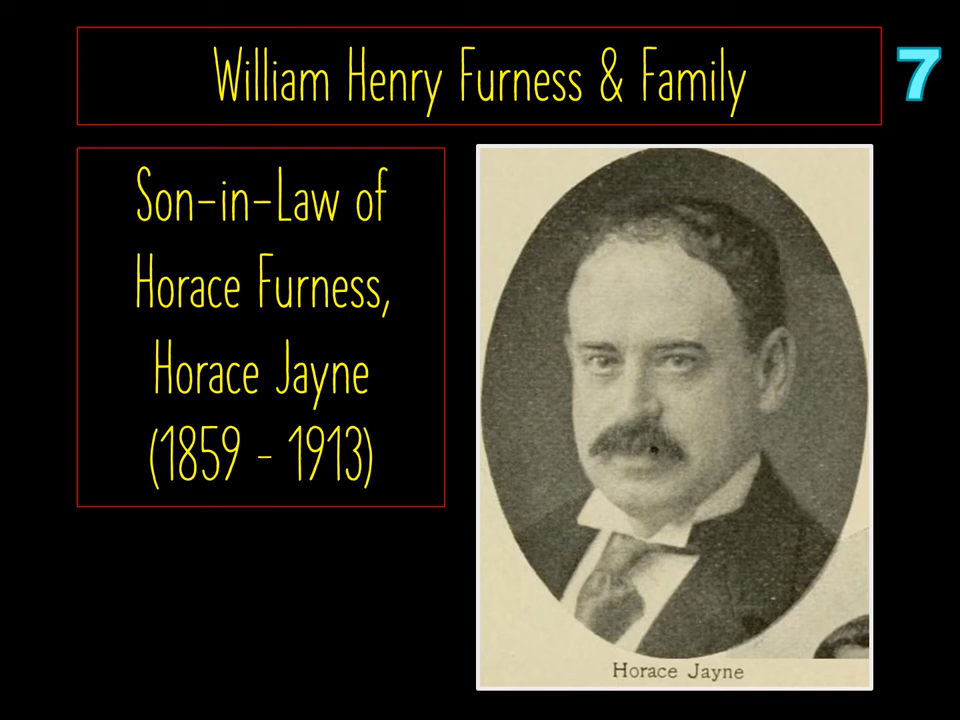 William Henry Furness & Family
7
Son-in-Law of
Horace Furness,
Horace Jayne
(1859 - 1913)
Horace Jayne